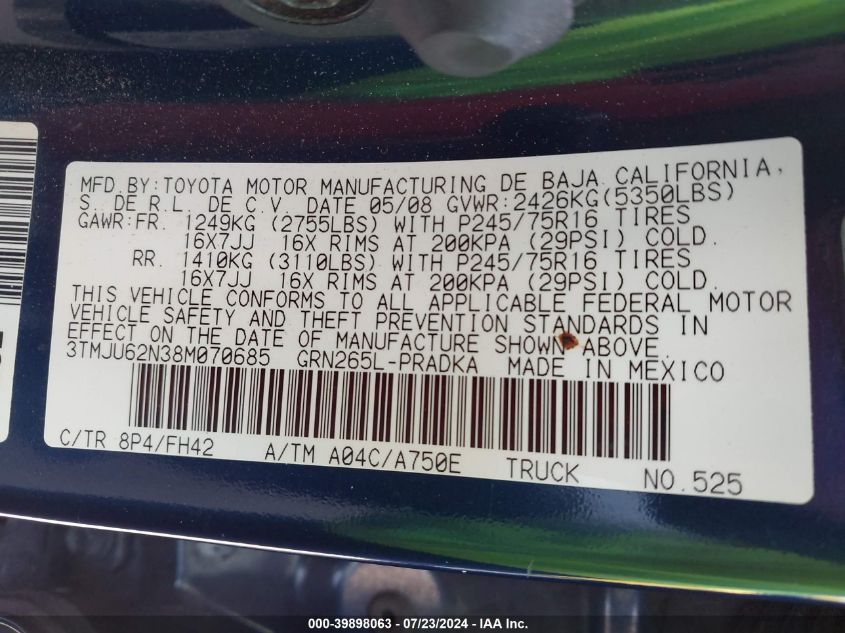 MFD. BY: TOYOTA MOTOR MANUFACTURING DE BAJA CALIFORNIA,
S. DE R.L. DE C.V. DATE 05/08 GVWR: 2426KG(5350LBS)
GAWR: FR. 1249KG (2755LBS) WITH P245/75R16 TIRES
16X7JJ 16X RIMS AT 200KPA (29PSI) COLD.
RR. 1410KG (3110LBS) WITH P245/75R16 TIRES
16X7JJ 16X RIMS AT 200KPA (29PSI) COLD.
THIS VEHICLE CONFORMS TO ALL APPLICABLE FEDERAL MOTOR
VEHICLE SAFETY AND THEFT PREVENTION STANDARDS IN
EFFECT ON THE DATE OF MANUFACTURE SHOWN ABOVE.
3TMJU62N38M070685 GRN265L-PRADKA MADE IN MEXICO
C/TR 8P4/FH42 A/TM A04C/A750E TRUCK NO. 525
000-39898063 / 07/23/2024 - IAA Inc.